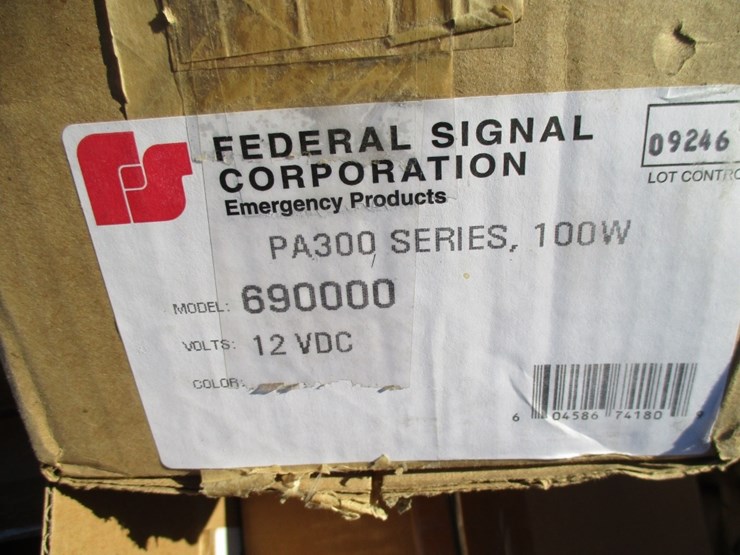 FEDERAL SIGNAL
CORPORATION
Emergency Products
09246
LOT CONTRO
PA300 SERIES, 100W
MODEL: 690000
VOLTS: 12 VDC
COLOR:
6 04586 74180 9